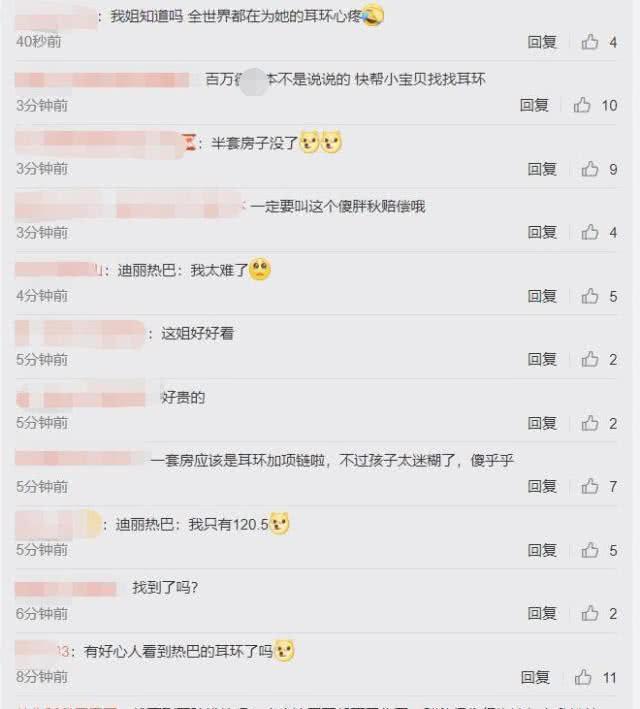 ：我姐知道吗 全世界都在为她的耳环心疼
40秒前 回复 4
百万 本不是说说的 快帮小宝贝找找耳环
3分钟前 回复 10
：半套房子没了
3分钟前 回复 9
一定要叫这个傻胖秋赔偿哦
3分钟前 回复 4
：迪丽热巴：我太难了
4分钟前 回复 5
：这姐好好看
5分钟前 回复 2
好贵的
5分钟前 回复 2
一套房应该是耳环加项链啦，不过孩子太迷糊了，傻乎乎
5分钟前 回复 7
：迪丽热巴：我只有120.5
5分钟前 回复 5
找到了吗？
6分钟前 回复 2
3：有好心人看到热巴的耳环了吗
8分钟前 回复 11